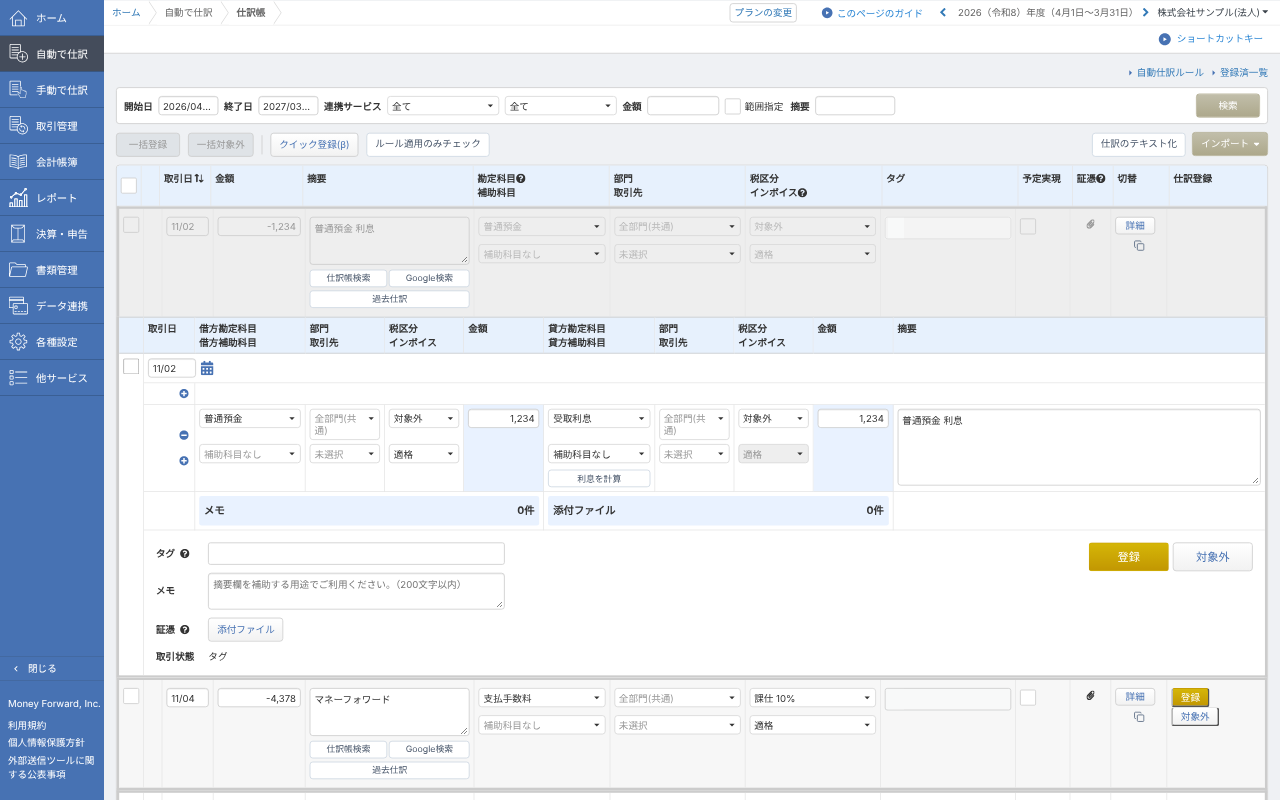 ホーム
自動で仕訳
手動で仕訳
取引管理
会計帳簿
レポート
決算・申告
書類管理
データ連携
各種設定
他サービス
閉じる
Money Forward, Inc.
利用規約
個人情報保護方針
外部送信ツールに関
する公表事項
ホーム 自動で仕訳 仕訳帳 プランの変更 このページのガイド 2026（令和8）年度（4月1日〜3月31日） 株式会社サンプル(法人)
ショートカットキー
自動仕訳ルール 登録済一覧
開始日 2026/04... 終了日 2027/03... 連携サービス 全て 全て 金額 範囲指定 摘要 検索
一括登録 一括対象外 クイック登録(β) ルール適用のみチェック 仕訳のテキスト化 インポート
取引日 金額 摘要 勘定科目 部門 税区分 タグ 予定実現 証憑 切替 仕訳登録
補助科目 取引先 インボイス
11/02 -1,234 普通預金 利息 普通預金 全部門(共通) 対象外 詳細
補助科目なし 未選択 適格
仕訳帳検索 Google検索
過去仕訳
取引日 借方勘定科目 部門 税区分 金額 貸方勘定科目 部門 税区分 金額 摘要
借方補助科目 取引先 インボイス 貸方補助科目 取引先 インボイス
11/02
普通預金 全部門(共 対象外 1,234 受取利息 全部門(共 対象外 1,234 普通預金 利息
通) 通)
補助科目なし 未選択 適格 補助科目なし 未選択 適格
利息を計算
メモ 0件 添付ファイル 0件
タグ 登録 対象外
メモ 摘要欄を補助する用途でご利用ください。（200文字以内）
証憑 添付ファイル
取引状態 タグ
11/04 -4,378 マネーフォワード 支払手数料 全部門(共通) 課仕 10% 詳細 登録
補助科目なし 未選択 適格 対象外
仕訳帳検索 Google検索
過去仕訳